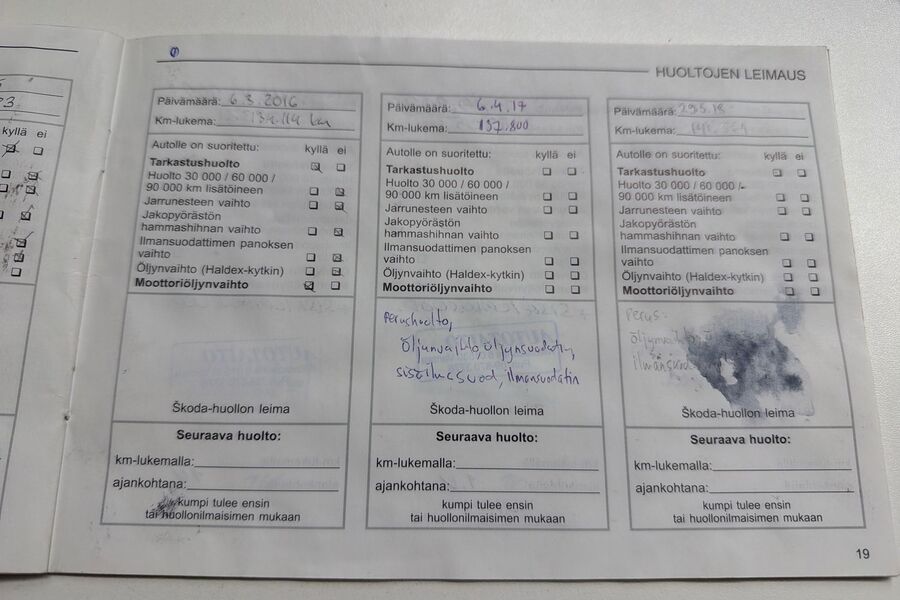 HUOLTOJEN LEIMAUS
kyllä ei
Päivämäärä: 6.3.2016
Km-lukema: km
Autolle on suoritettu: kyllä ei
Tarkastushuolto
Huolto 30 000 / 60 000 /
90 000 km lisätöineen
Jarrunesteen vaihto
Jakopyörästön
hammashihnan vaihto
Ilmansuodattimen panoksen
vaihto
Öljynvaihto (Haldex-kytkin)
Moottoriöljynvaihto
Škoda-huollon leima
Seuraava huolto:
km-lukemalla:
ajankohtana:
kumpi tulee ensin
tai huollonilmaisimen mukaan
Päivämäärä: 6.4.17
Km-lukema: 137.800
Autolle on suoritettu: kyllä ei
Tarkastushuolto
Huolto 30 000 / 60 000 /
90 000 km lisätöineen
Jarrunesteen vaihto
Jakopyörästön
hammashihnan vaihto
Ilmansuodattimen panoksen
vaihto
Öljynvaihto (Haldex-kytkin)
Moottoriöljynvaihto
Perushuolto,
öljynvaihto, öljynsuodatin,
sisäilmasuod, ilmansuodatin
Škoda-huollon leima
Seuraava huolto:
km-lukemalla:
ajankohtana:
kumpi tulee ensin
tai huollonilmaisimen mukaan
Päivämäärä: 29.5.18
Km-lukema:
Autolle on suoritettu: kyllä ei
Tarkastushuolto
Huolto 30 000 / 60 000 /
90 000 km lisätöineen
Jarrunesteen vaihto
Jakopyörästön
hammashihnan vaihto
Ilmansuodattimen panoksen
vaihto
Öljynvaihto (Haldex-kytkin)
Moottoriöljynvaihto
Perus-
Škoda-huollon leima
Seuraava huolto:
km-lukemalla:
ajankohtana:
kumpi tulee ensin
tai huollonilmaisimen mukaan
19